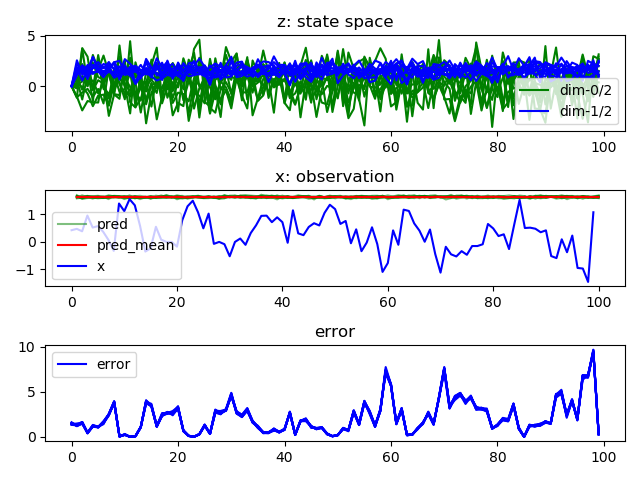 z: state space
5
0
dim-0/2
dim-1/2
0 20 40 60 80 100
x: observation
1
0
−1
pred
pred_mean
x
0 20 40 60 80 100
error
10
5
0
error
0 20 40 60 80 100